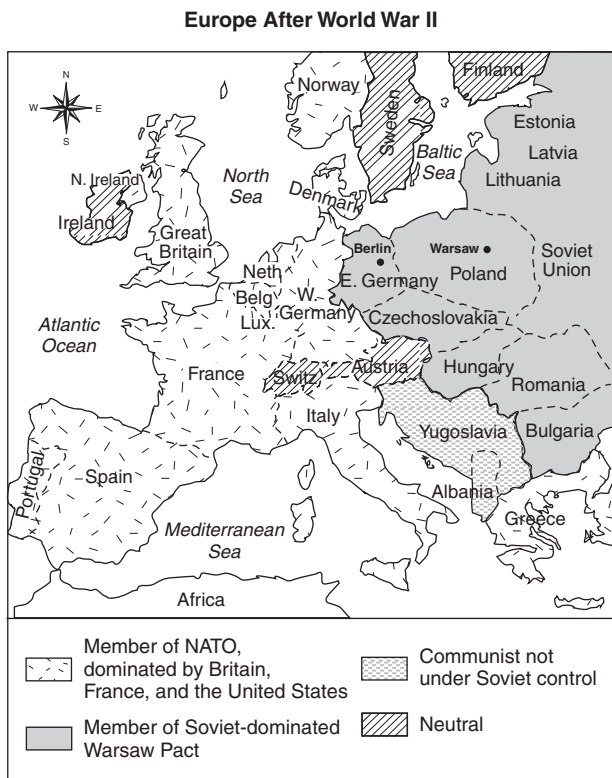 Europe After World War II
N
W E
S
Norway
Sweden
Finland
Estonia
Latvia
Lithuania
Baltic
Sea
North
Sea
Denmark
N. Ireland
Ireland
Great
Britain
Berlin
Warsaw
Soviet
Union
E. Germany
Poland
Neth
Belg
Lux.
W.
Germany
Czechoslovakia
Atlantic
Ocean
France
Switz
Austria
Hungary
Romania
Italy
Yugoslavia
Bulgaria
Portugal
Spain
Albania
Greece
Mediterranean
Sea
Africa
Member of NATO,
dominated by Britain,
France, and the United States
Member of Soviet-dominated
Warsaw Pact
Communist not
under Soviet control
Neutral